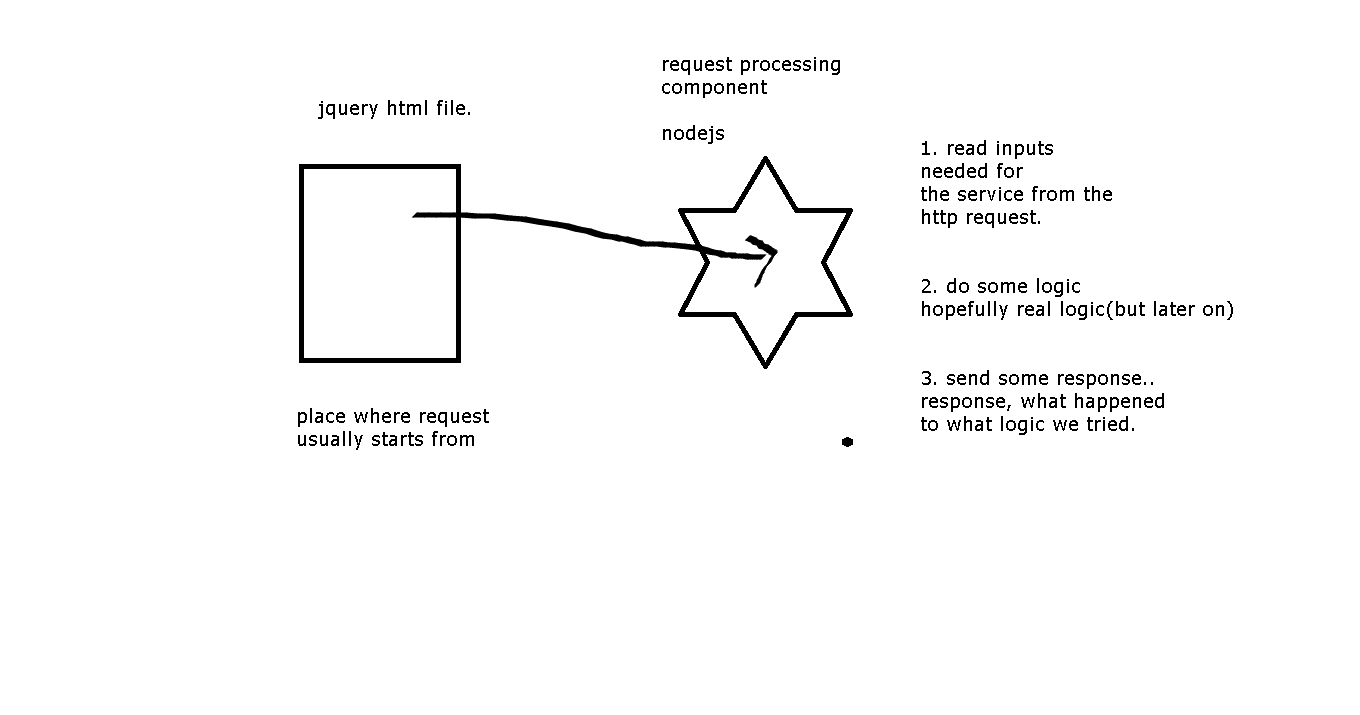 jquery html file.
place where request
usually starts from
request processing
component
nodejs
1. read inputs
needed for
the service from the
http request.
2. do some logic
hopefully real logic(but later on)
3. send some response..
response, what happened
to what logic we tried.